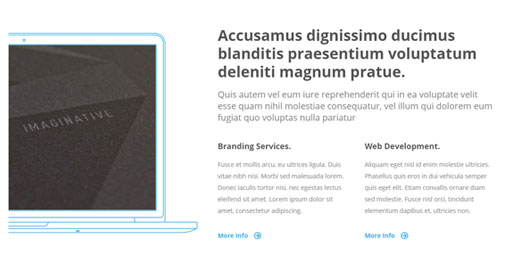 Accusamus dignissimo ducimus
blanditis praesentium voluptatum
deleniti magnum pratue.
Quis autem vel eum iure reprehenderit qui in ea voluptate velit
esse quam nihil molestiae consequatur, vel illum qui dolorem eum
fugiat quo voluptas nulla pariatur
IMAGINATIVE
Branding Services.
Fusce et mollis arcu, eu ultrices ligula. Duis
vitae nibh nisi. Morbi sed malesuada lorem.
Donec iaculis tortor nisi, nec egestas lectus
eleifend sit amet. Lorem ipsum dolor sit
amet, consectetur adipiscing.
More Info
Web Development.
Aliquam eget nisl id enim molestie ultricies.
Phasellus quis eros in dui vehicula semper
quis eget elit. Etiam convallis ornare diam
sed molestie. Fusce nisl orci, tincidunt
elementum dapibus et, ultricies non.
More Info